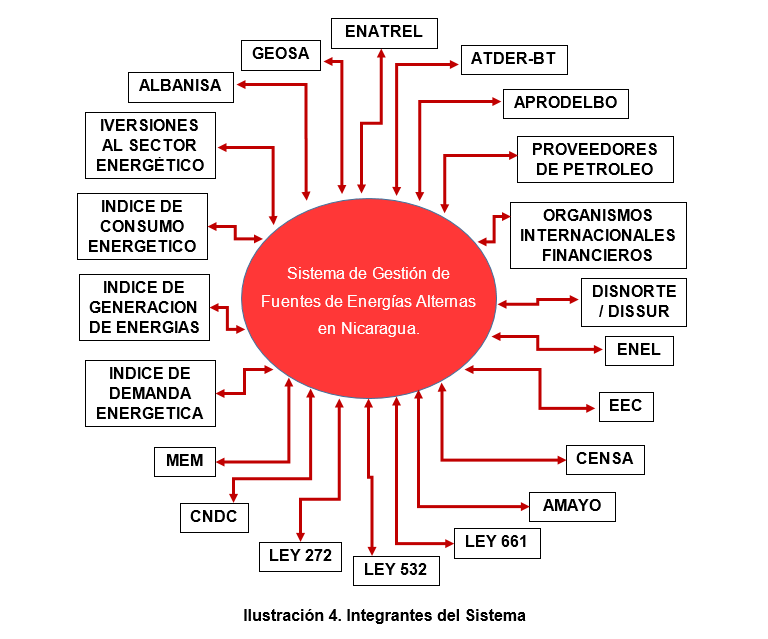 ENATREL
GEOSA
ATDER-BT
ALBANISA
APRODELBO
IVERSIONES
AL SECTOR
ENERGÉTICO
PROVEEDORES
DE PETROLEO
INDICE DE
CONSUMO
ENERGETICO
ORGANISMOS
INTERNACIONALES
FINANCIEROS
Sistema de Gestión de
Fuentes de Energías Alternas
en Nicaragua.
INDICE DE
GENERACION
DE ENERGIAS
DISNORTE
/ DISSUR
ENEL
INDICE DE
DEMANDA
ENERGETICA
EEC
MEM
CENSA
CNDC
AMAYO
LEY 272
LEY 532
LEY 661
Ilustración 4. Integrantes del Sistema